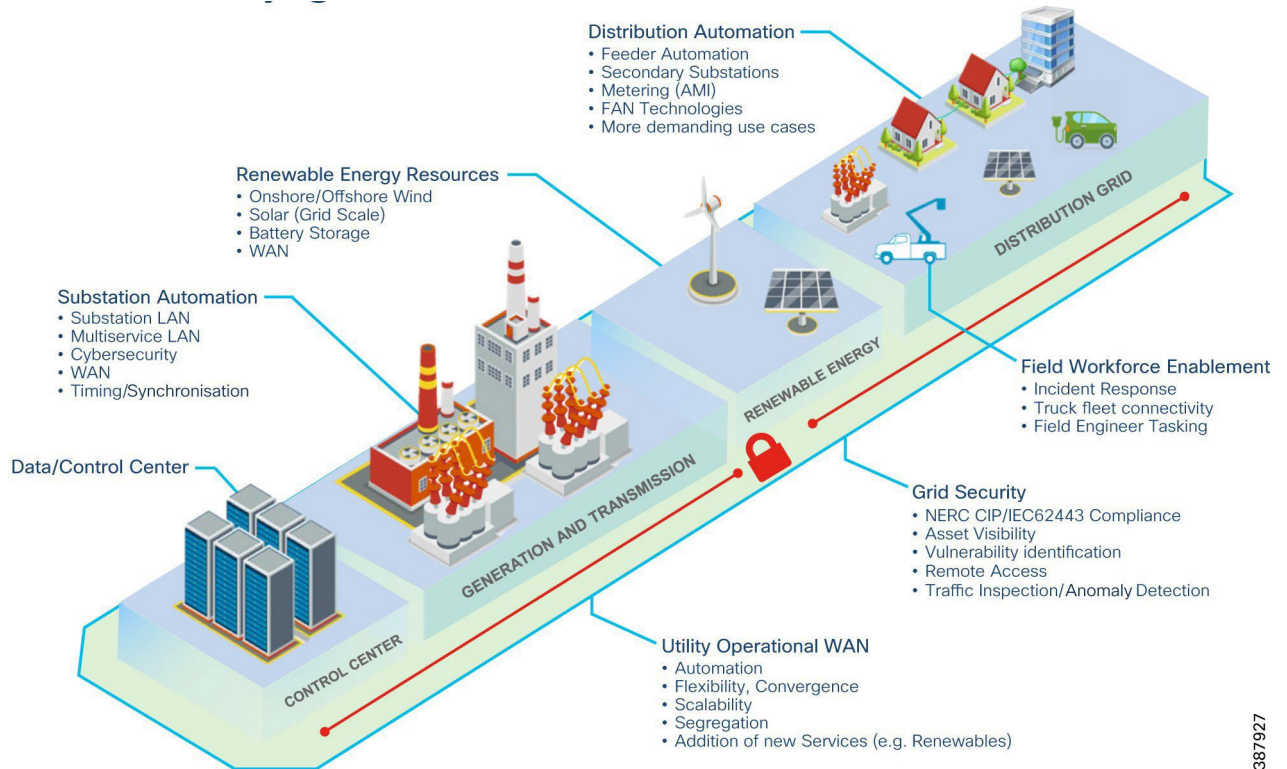 Distribution Automation
• Feeder Automation
• Secondary Substations
• Metering (AMI)
• FAN Technologies
• More demanding use cases
Renewable Energy Resources
• Onshore/Offshore Wind
• Solar (Grid Scale)
• Battery Storage
• WAN
Substation Automation
• Substation LAN
• Multiservice LAN
• Cybersecurity
• WAN
• Timing/Synchronisation
Data/Control Center
CONTROL CENTER
GENERATION AND TRANSMISSION
RENEWABLE ENERGY
DISTRIBUTION GRID
Field Workforce Enablement
• Incident Response
• Truck fleet connectivity
• Field Engineer Tasking
Grid Security
• NERC CIP/IEC62443 Compliance
• Asset Visibility
• Vulnerability identification
• Remote Access
• Traffic Inspection/Anomaly Detection
Utility Operational WAN
• Automation
• Flexibility, Convergence
• Scalability
• Segregation
• Addition of new Services (e.g. Renewables)
387927